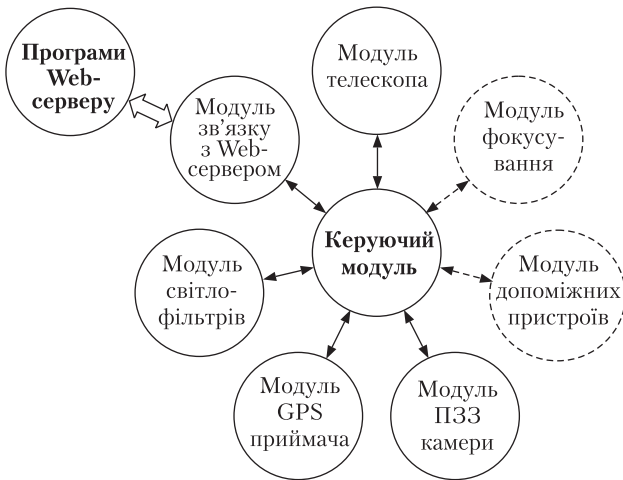 Програми
Web-
серверу
Модуль
телескопа
Модуль
зв’язку
з Web-
сервером
Модуль
фокусу-
вання
Керуючий
модуль
Модуль
світло-
фільтрів
Модуль
допоміжних
пристроїв
Модуль
GPS
приймача
Модуль
ПЗЗ
камери